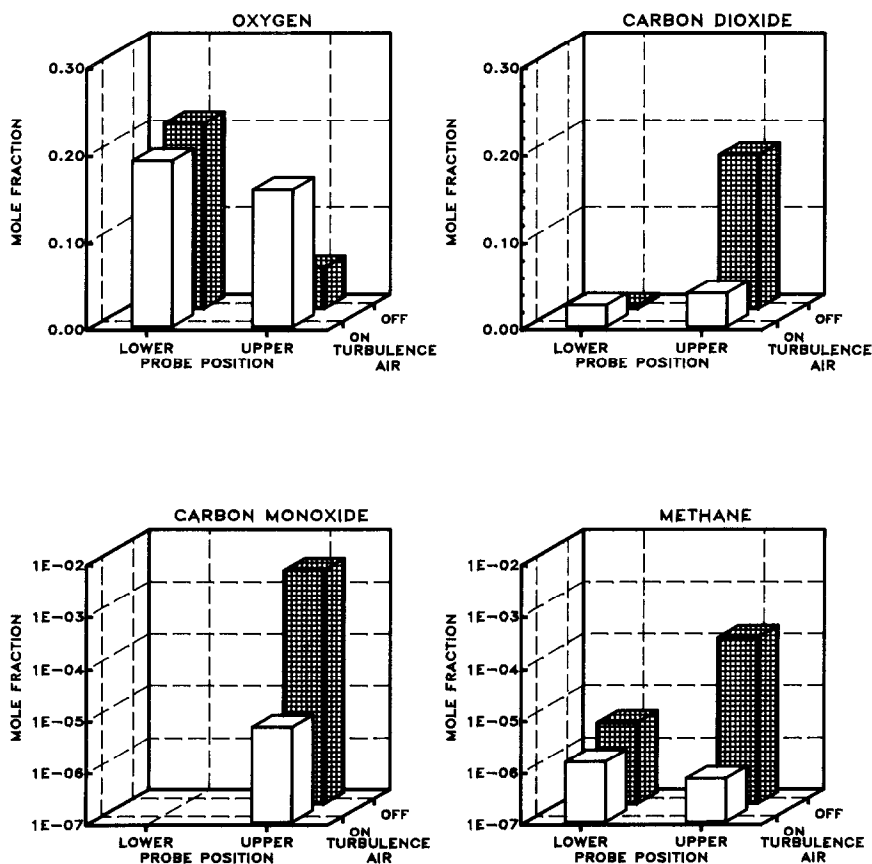 OXYGEN
0.30
0.20
0.10
0.00
MOLE FRACTION
LOWER UPPER
PROBE POSITION
ON OFF
TURBULENCE
AIR
CARBON DIOXIDE
0.30
0.20
0.10
0.00
MOLE FRACTION
LOWER UPPER
PROBE POSITION
ON OFF
TURBULENCE
AIR
CARBON MONOXIDE
1E-02
1E-03
1E-04
1E-05
1E-06
1E-07
MOLE FRACTION
LOWER UPPER
PROBE POSITION
ON OFF
TURBULENCE
AIR
METHANE
1E-02
1E-03
1E-04
1E-05
1E-06
1E-07
MOLE FRACTION
LOWER UPPER
PROBE POSITION
ON OFF
TURBULENCE
AIR